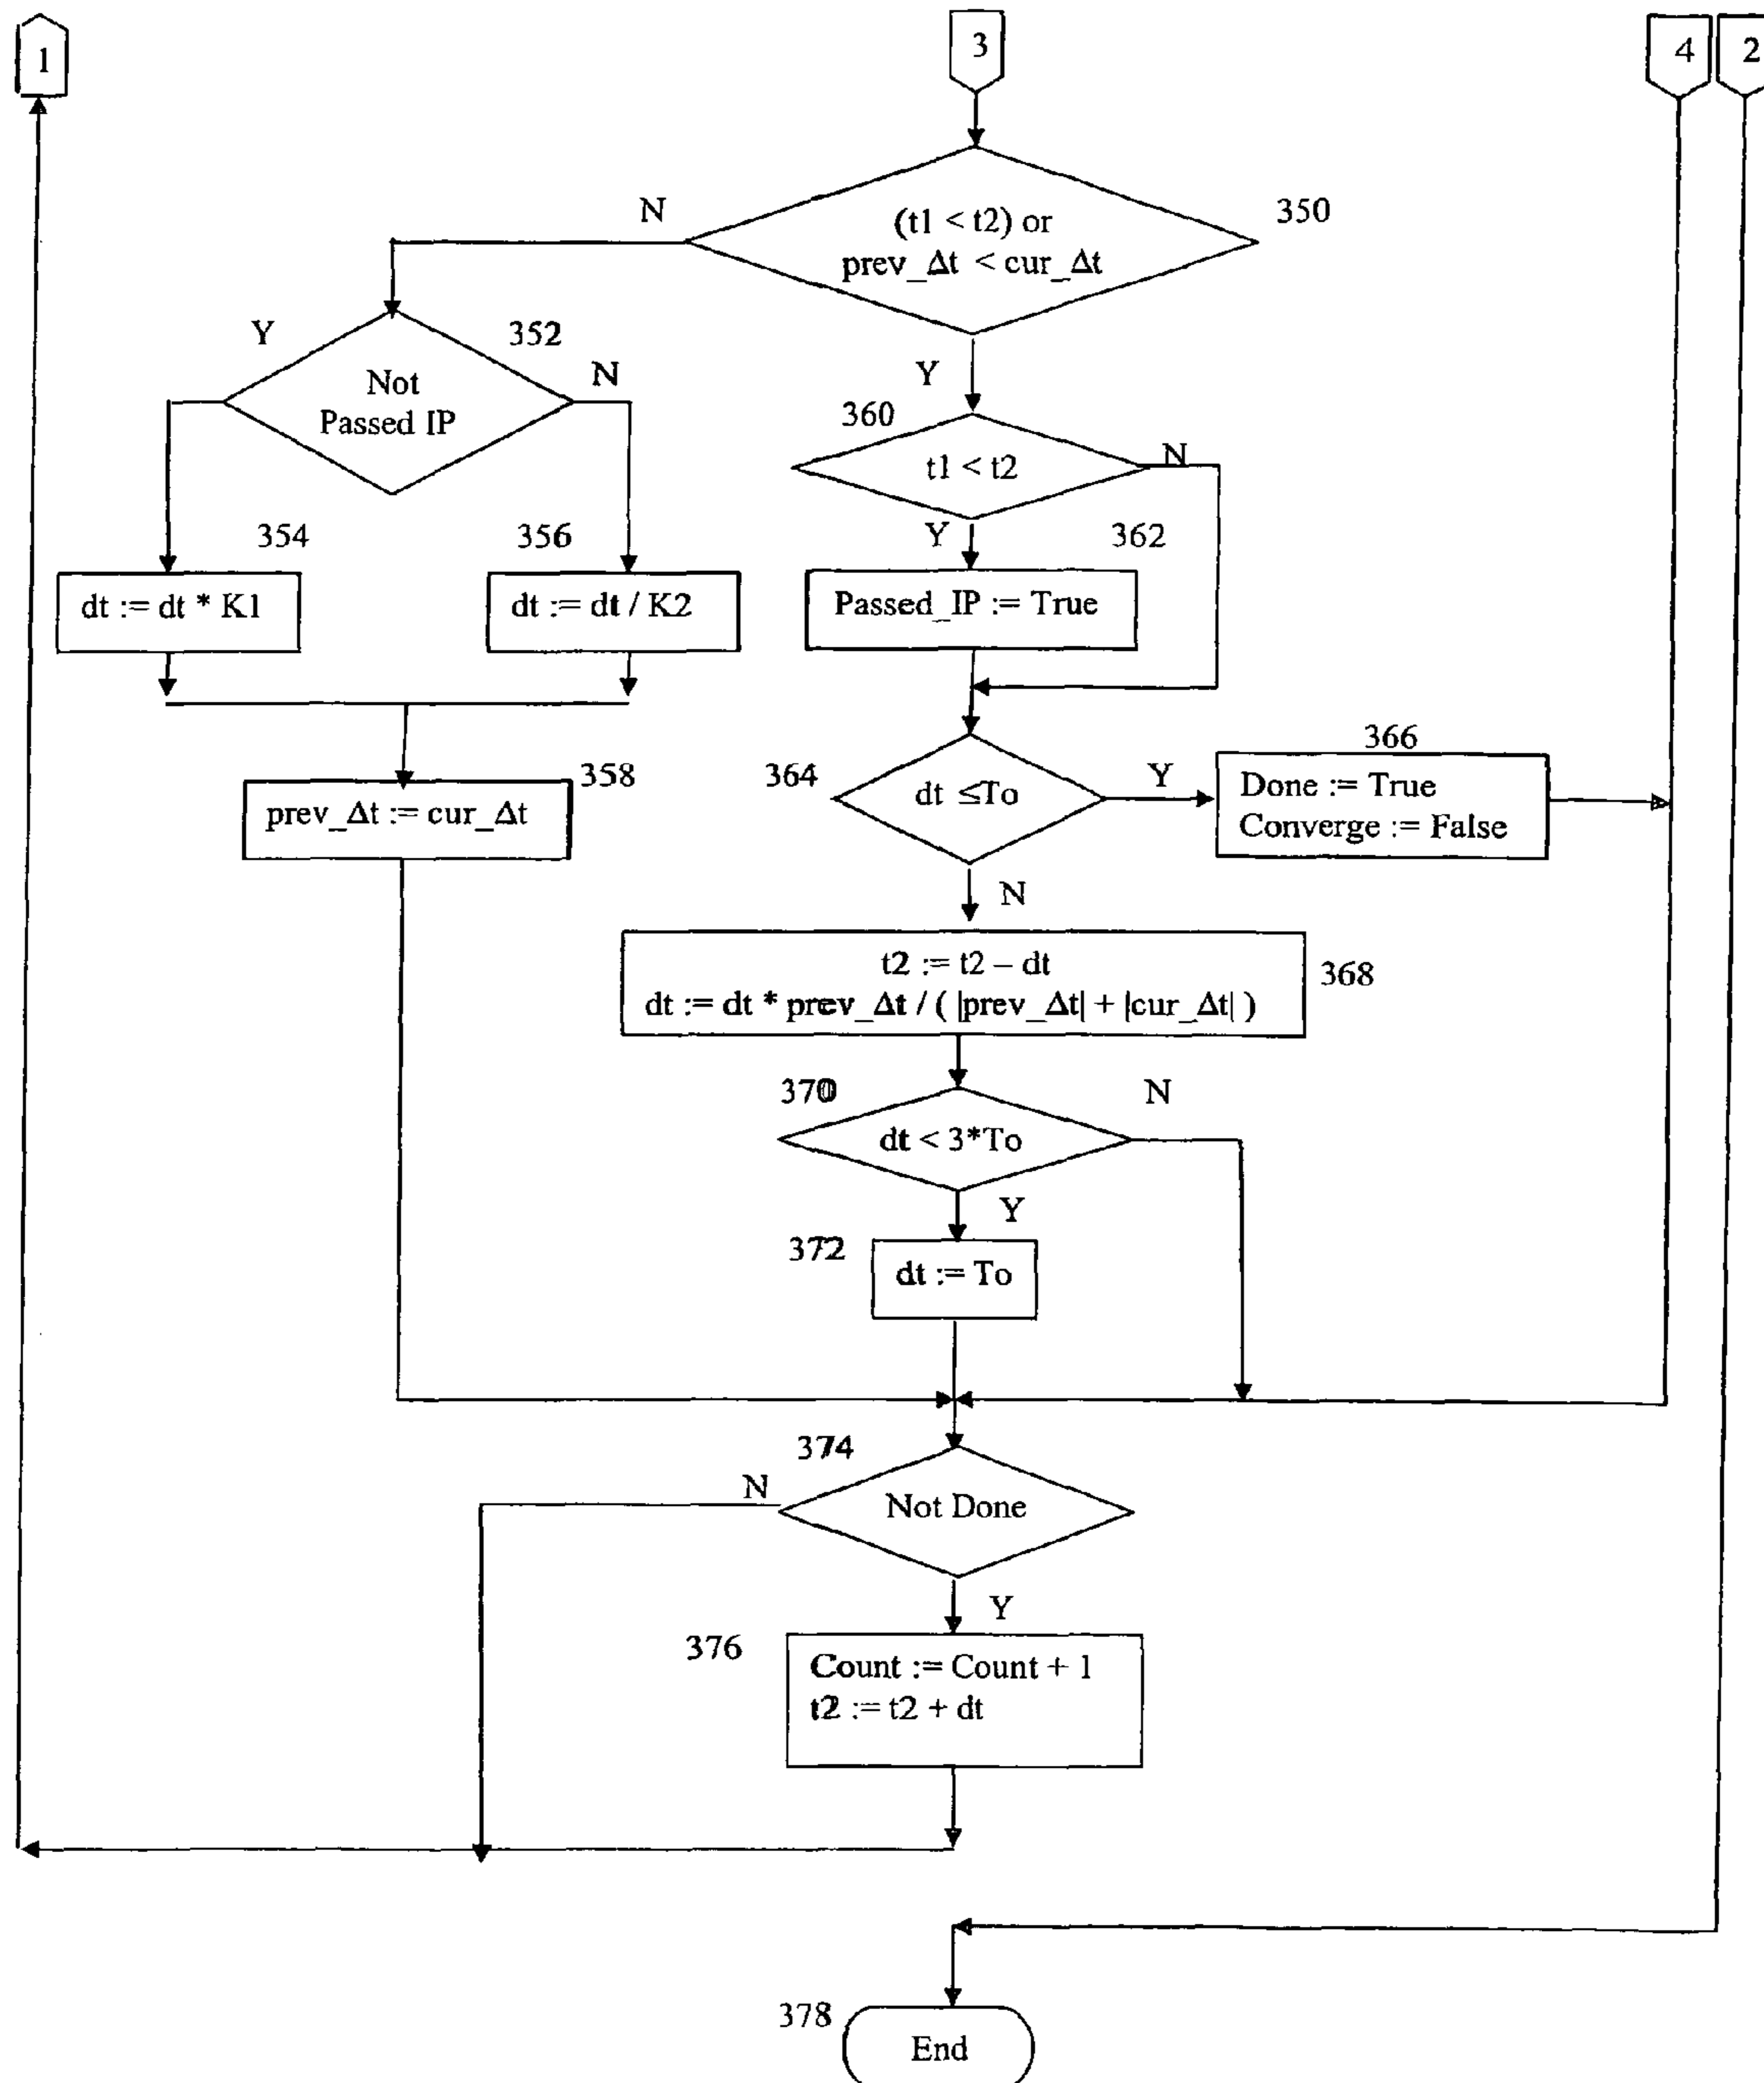 1
3
4
2
N
350
(t1 < t2) or
prev_Δt < cur_Δt
Y
352
N
Not
Passed IP
Y
360
t1 < t2
N
354
356
Y
362
dt := dt * K1
dt := dt / K2
Passed_IP := True
358
prev_Δt := cur_Δt
364
dt ≤To
Y
366
Done := True
Converge := False
N
t2 := t2 – dt
dt := dt * prev_Δt / ( |prev_Δt| + |cur_Δt| )
368
370
N
dt < 3*To
Y
372
dt := To
374
N
Not Done
Y
376
Count := Count + 1
t2 := t2 + dt
378
End